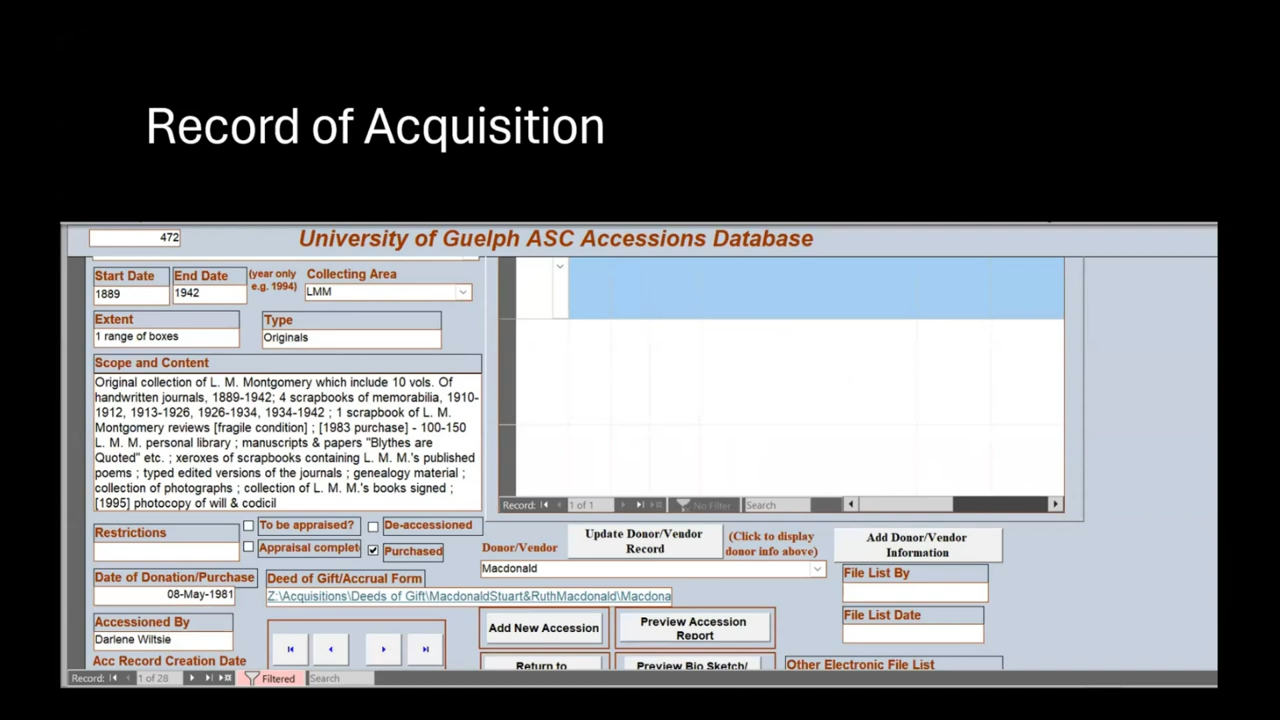 Record of Acquisition
472
University of Guelph ASC Accessions Database
Start Date
End Date
(year only
e.g. 1994)
Collecting Area
1889
1942
LMM
Extent
Type
1 range of boxes
Originals
Scope and Content
Original collection of L. M. Montgomery which include 10 vols. Of
handwritten journals, 1889-1942; 4 scrapbooks of memorabilia, 1910-
1912, 1913-1926, 1926-1934, 1934-1942 ; 1 scrapbook of L. M.
Montgomery reviews [fragile condition] ; [1983 purchase] - 100-150
L. M. M. personal library ; manuscripts & papers "Blythes are
Quoted" etc. ; xeroxes of scrapbooks containing L. M. M.'s published
poems ; typed edited versions of the journals ; genealogy material ;
collection of photographs ; collection of L. M. M.'s books signed ;
[1995] photocopy of will & codicil
Record:
1 of 1
No Filter
Search
Restrictions
To be appraised?
De-accessioned
Appraisal complet
Purchased
Donor/Vendor
Update Donor/Vendor
Record
(Click to display
donor info above)
Add Donor/Vendor
Information
Macdonald
Date of Donation/Purchase
08-May-1981
Deed of Gift/Accrual Form
Z:\Acquisitions\Deeds of Gift\MacdonaldStuart&RuthMacdonald\Macdona
File List By
File List Date
Accessioned By
Darlene Wiltsie
Add New Accession
Preview Accession
Report
Acc Record Creation Date
Return to
Preview Bio Sketch/
Other Electronic File List
Record:
1 of 28
Filtered
Search